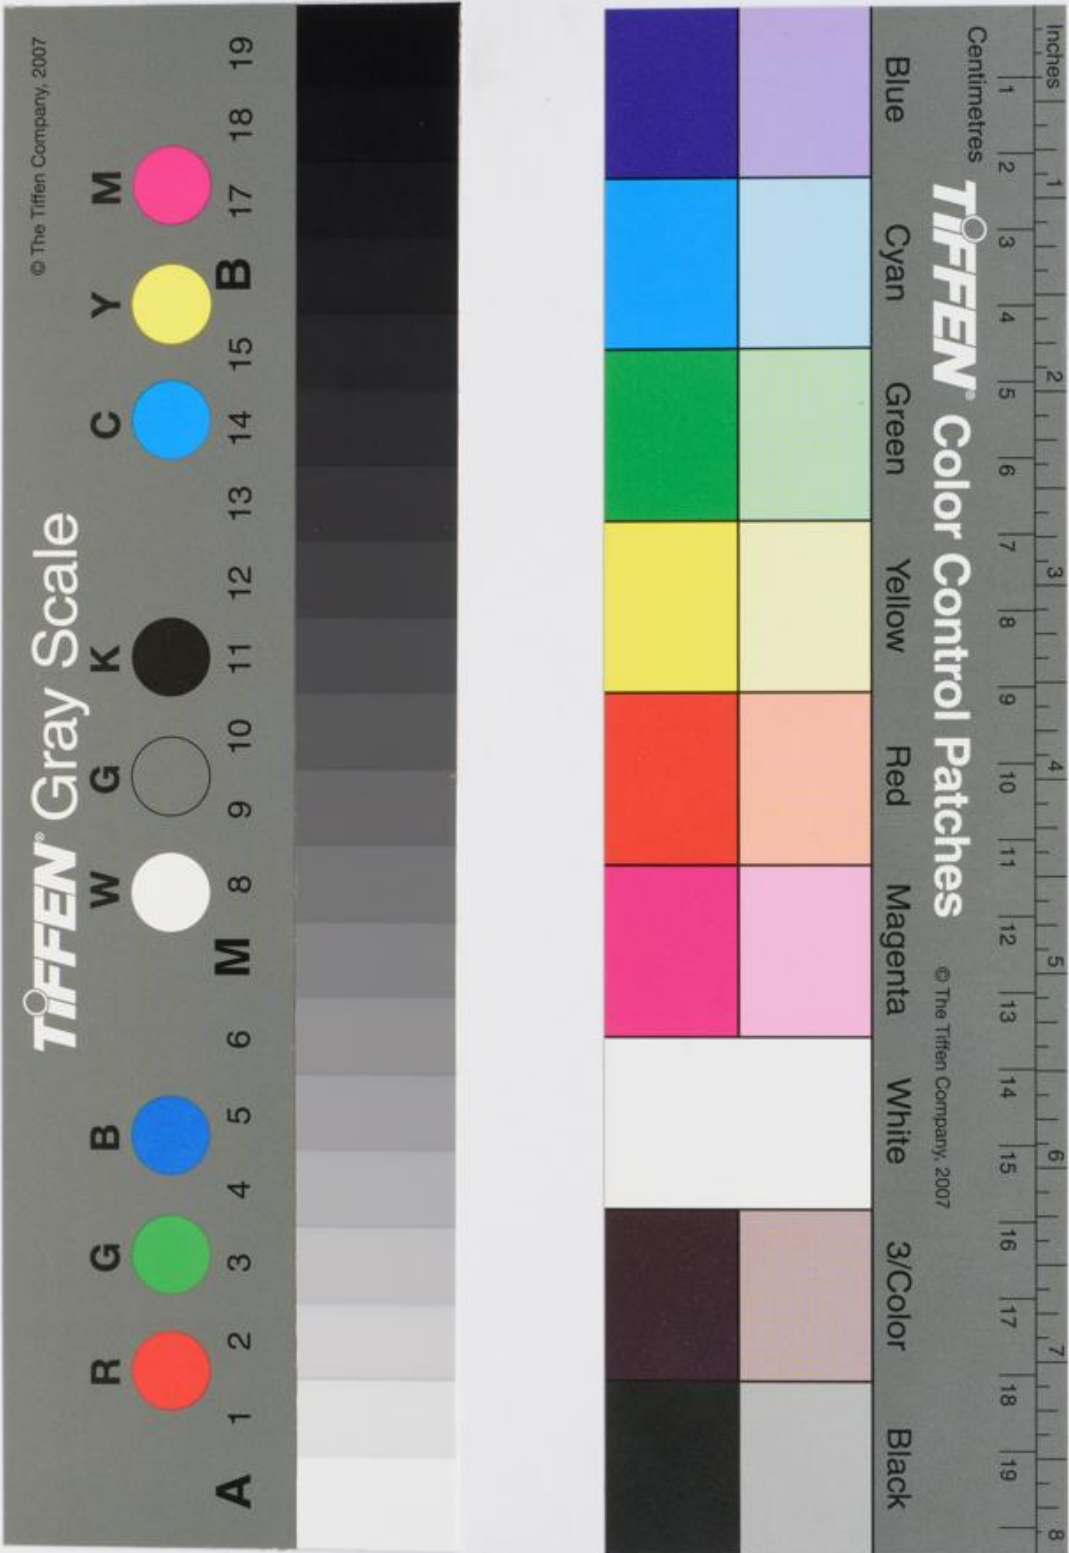 TIFFEN® Gray Scale
© The Tiffen Company, 2007
R G B W G K C Y M
A 1 2 3 4 5 6 M 8 9 10 11 12 13 14 15 B 17 18 19
Blue Cyan Green Yellow Red Magenta White 3/Color Black
TIFFEN® Color Control Patches © The Tiffen Company, 2007
Centimetres 1 2 3 4 5 6 7 8 9 10 11 12 13 14 15 16 17 18 19
Inches 1 2 3 4 5 6 7 8